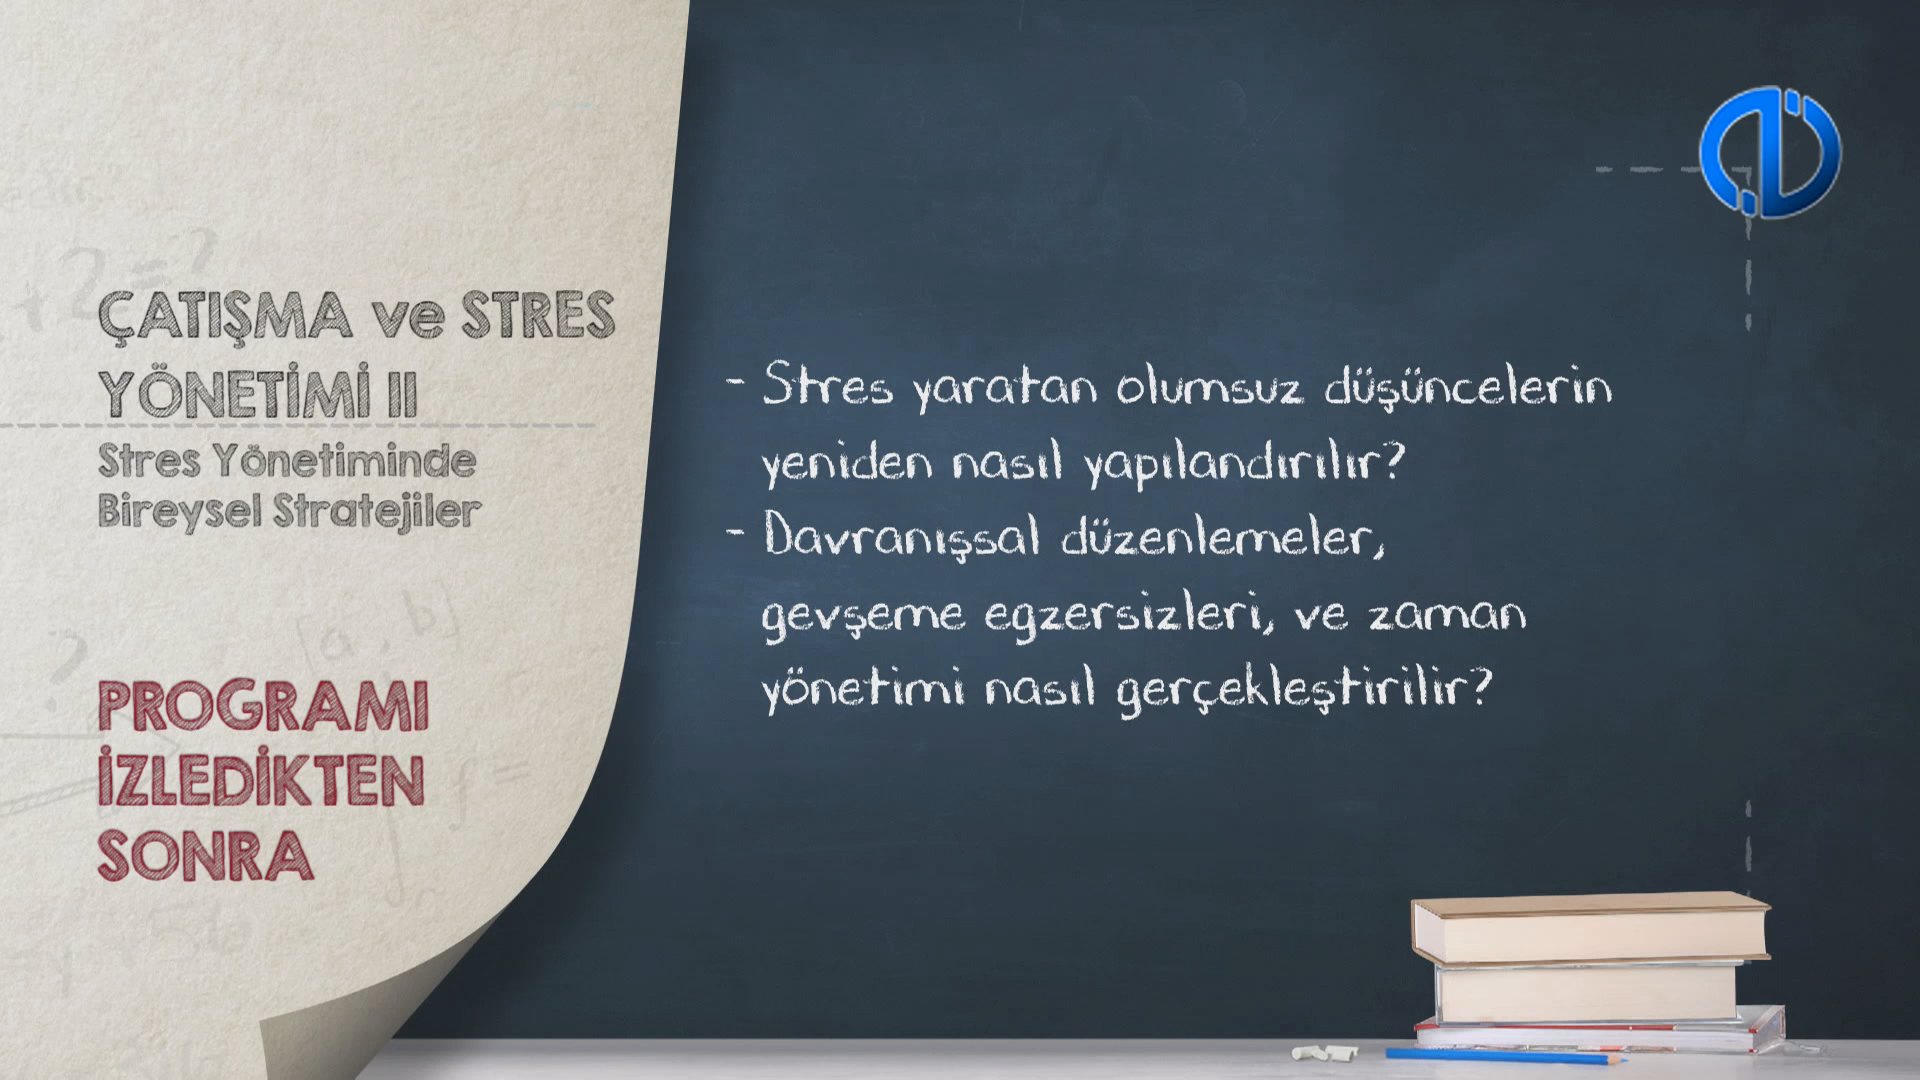 ÇATIŞMA ve STRES
YÖNETİMİ II
Stres Yönetiminde
Bireysel Stratejiler
PROGRAMI
İZLEDİKTEN
SONRA
- Stres yaratan olumsuz düşüncelerin
yeniden nasıl yapılandırılır?
- Davranışsal düzenlemeler,
gevşeme egzersizleri, ve zaman
yönetimi nasıl gerçekleştirilir?